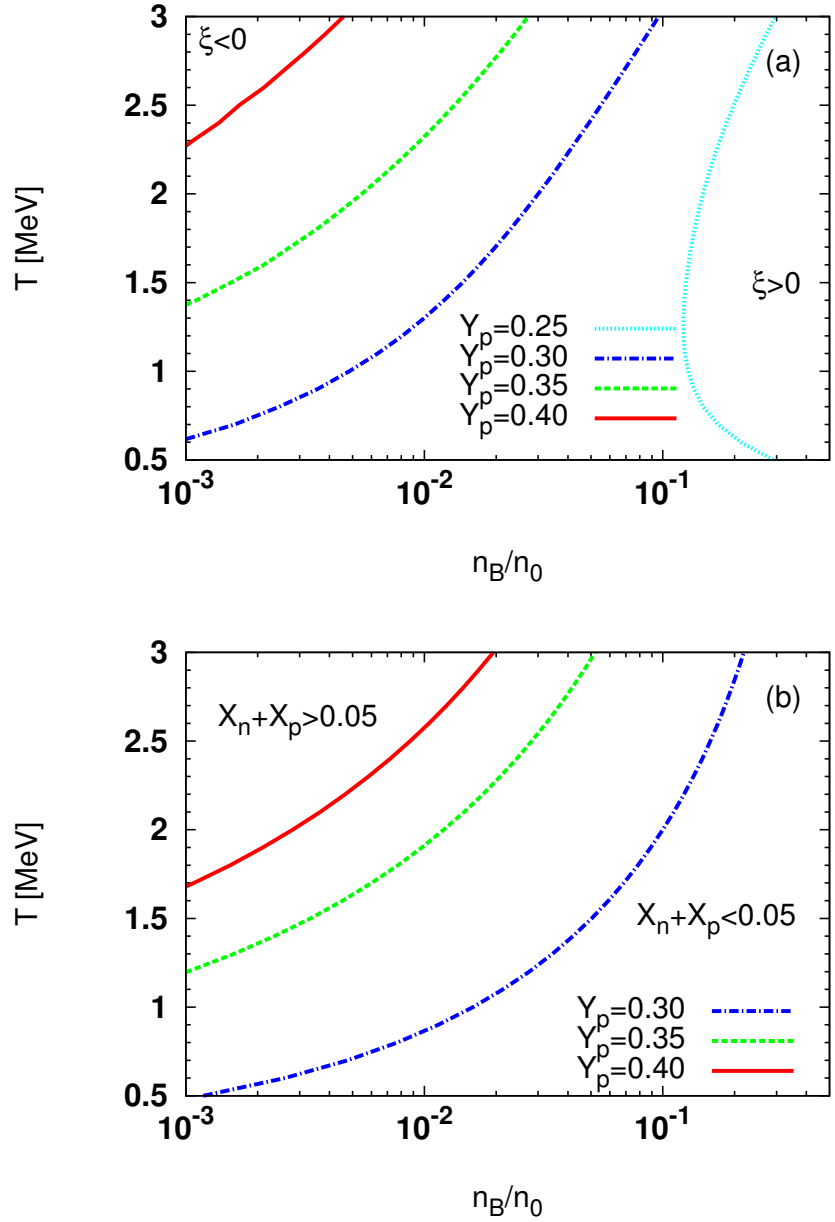 3
ξ<0
(a)
2.5
2
T [MeV]
1.5
ξ>0
Y_p=0.25
Y_p=0.30
1
Y_p=0.35
Y_p=0.40
0.5
10^-3 10^-2 10^-1
n_B/n_0
3
(b)
X_n+X_p>0.05
2.5
2
T [MeV]
1.5
X_n+X_p<0.05
1
Y_p=0.30
Y_p=0.35
Y_p=0.40
0.5
10^-3 10^-2 10^-1
n_B/n_0